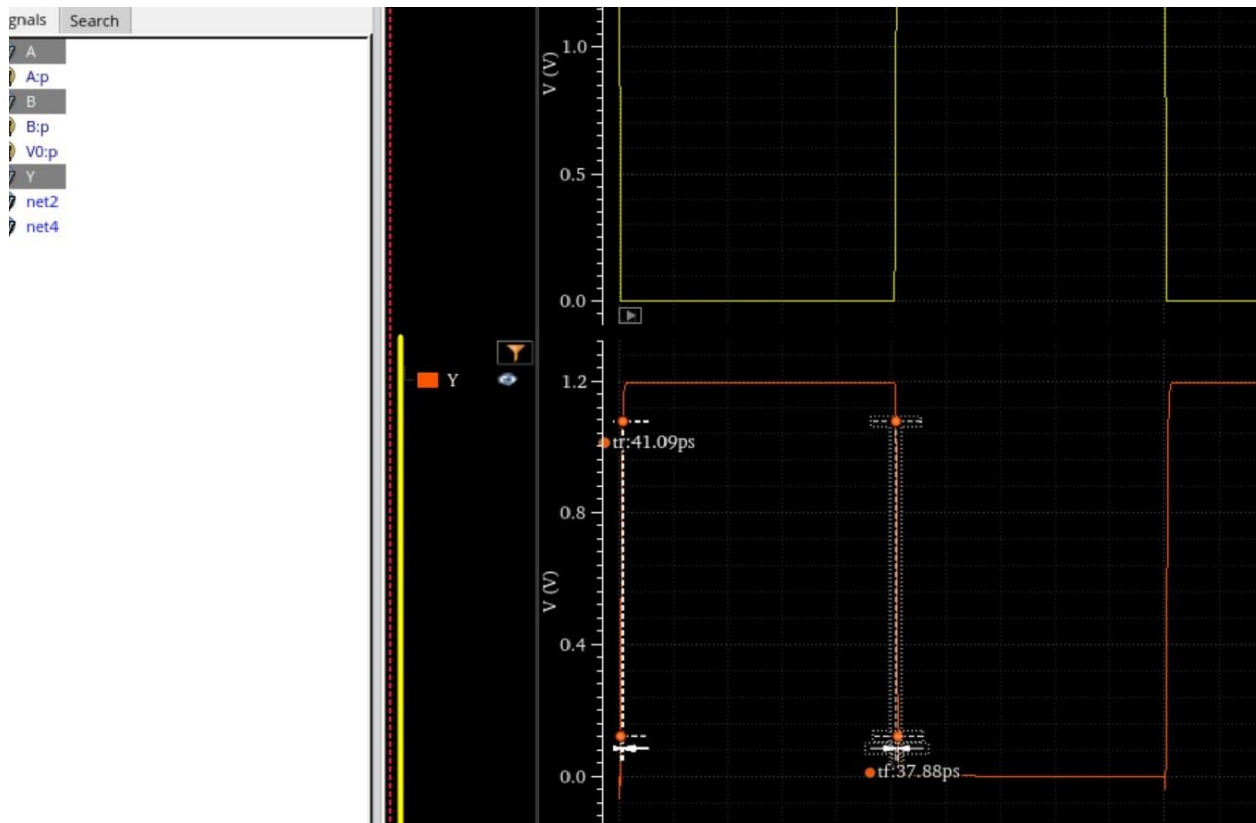 gnals Search
A
A:p
B
B:p
V0:p
Y
net2
net4
V (V)
1.0
0.5
0.0
Y
V (V)
1.2
0.8
0.4
0.0
tr:41.09ps
tf:37.88ps